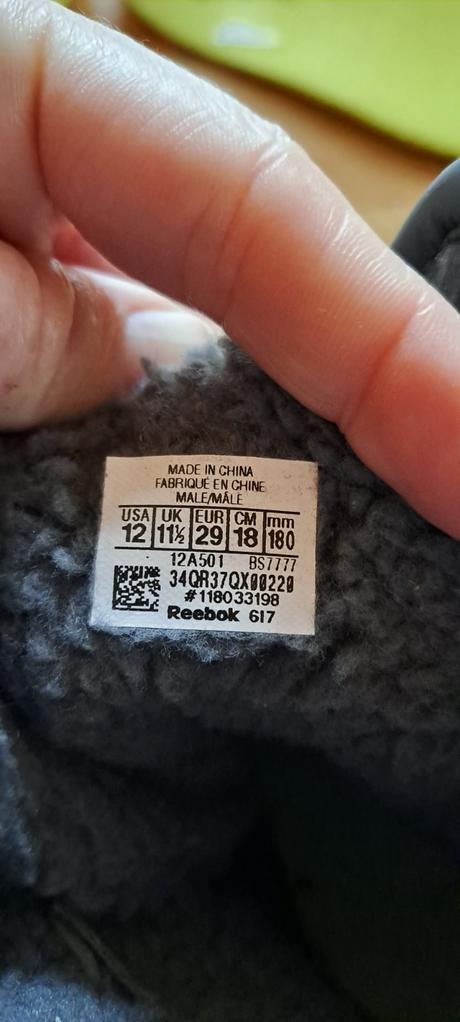 MADE IN CHINA
FABRIQUÉ EN CHINE
MALE/MÂLE
USA UK EUR CM mm
12 11½ 29 18 180
12A501 BS7777
34QR37QX00220
#118033198
Reebok 617